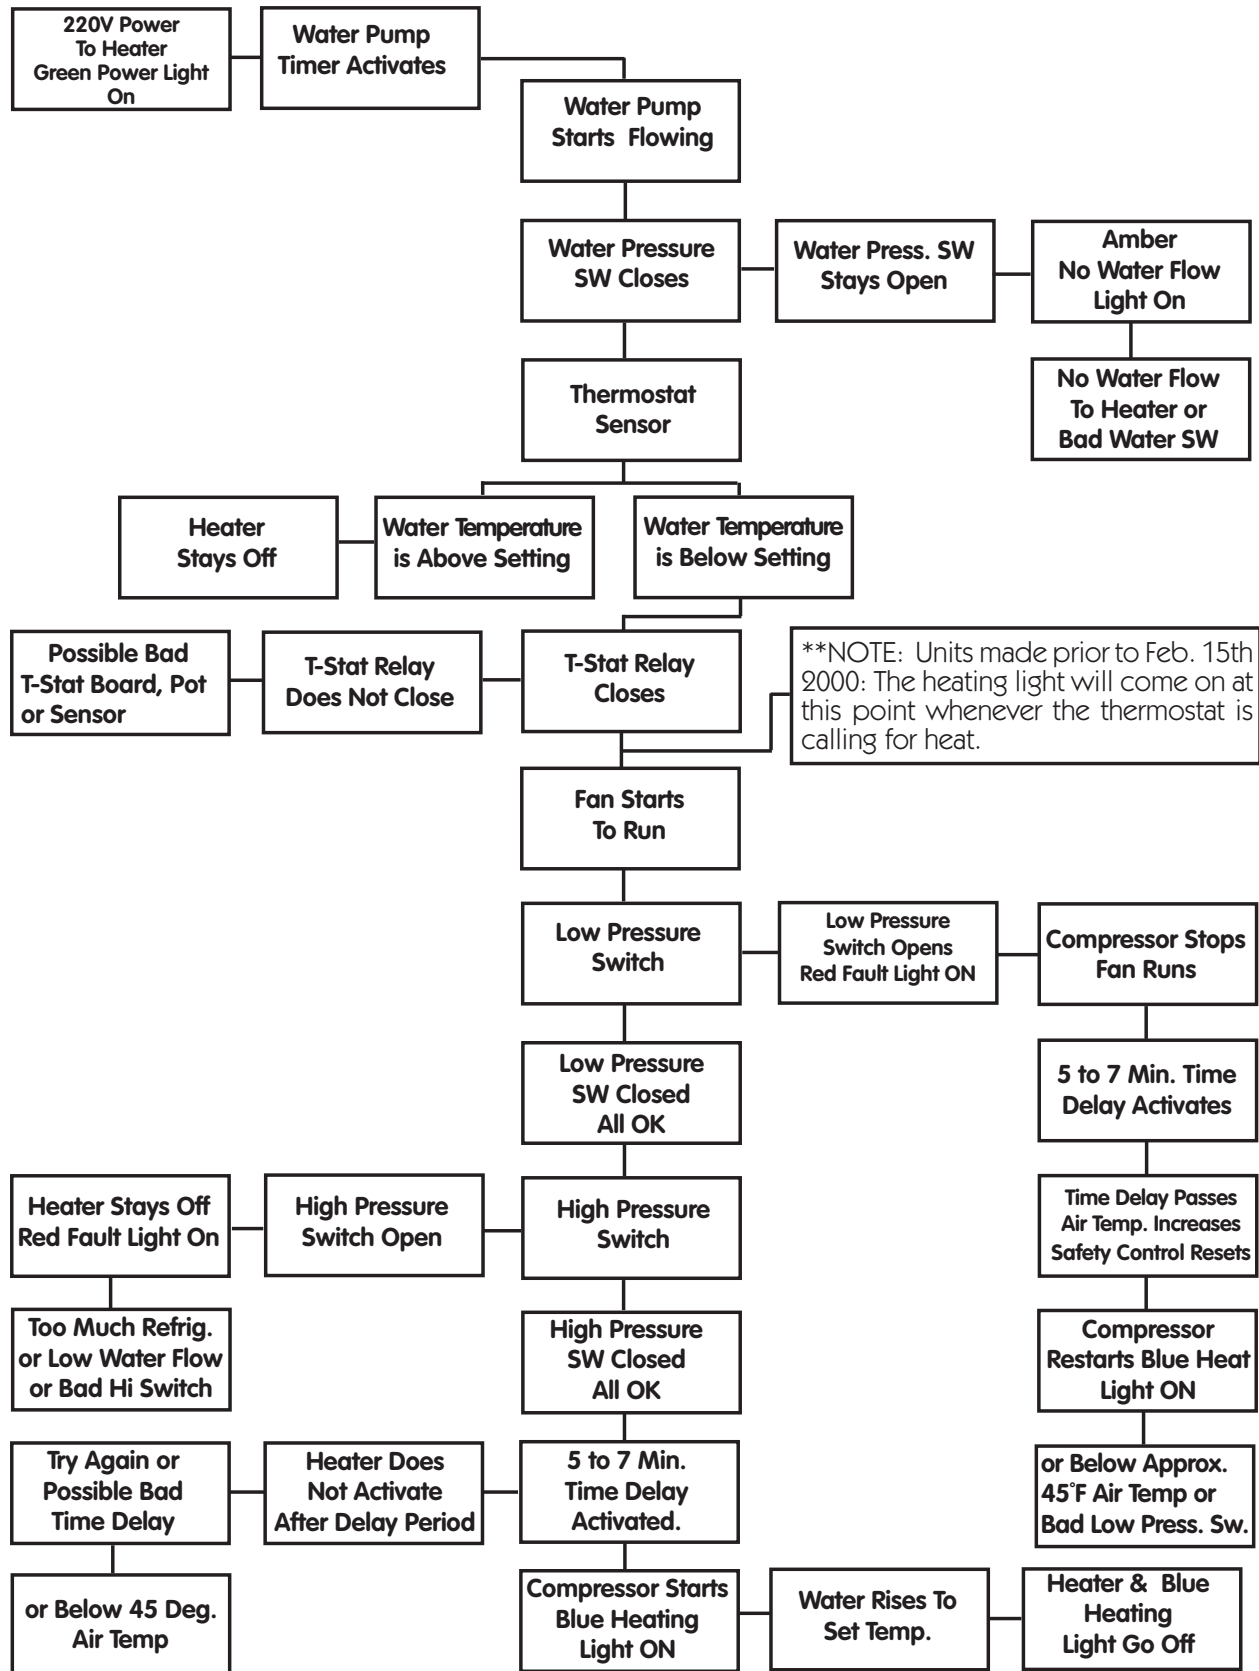 220V Power
To Heater
Green Power Light
On
Water Pump
Timer Activates
Water Pump
Starts Flowing
Water Pressure
SW Closes
Water Press. SW
Stays Open
Amber
No Water Flow
Light On
No Water Flow
To Heater or
Bad Water SW
Thermostat
Sensor
Heater
Stays Off
Water Temperature
is Above Setting
Water Temperature
is Below Setting
Possible Bad
T-Stat Board, Pot
or Sensor
T-Stat Relay
Does Not Close
T-Stat Relay
Closes
**NOTE: Units made prior to Feb. 15th
2000: The heating light will come on at
this point whenever the thermostat is
calling for heat.
Fan Starts
To Run
Low Pressure
Switch
Low Pressure
Switch Opens
Red Fault Light ON
Compressor Stops
Fan Runs
Low Pressure
SW Closed
All OK
5 to 7 Min. Time
Delay Activates
Heater Stays Off
Red Fault Light On
High Pressure
Switch Open
High Pressure
Switch
Time Delay Passes
Air Temp. Increases
Safety Control Resets
Too Much Refrig.
or Low Water Flow
or Bad Hi Switch
High Pressure
SW Closed
All OK
Compressor
Restarts Blue Heat
Light ON
Try Again or
Possible Bad
Time Delay
Heater Does
Not Activate
After Delay Period
5 to 7 Min.
Time Delay
Activated.
or Below Approx.
45°F Air Temp or
Bad Low Press. Sw.
or Below 45 Deg.
Air Temp
Compressor Starts
Blue Heating
Light ON
Water Rises To
Set Temp.
Heater & Blue
Heating
Light Go Off